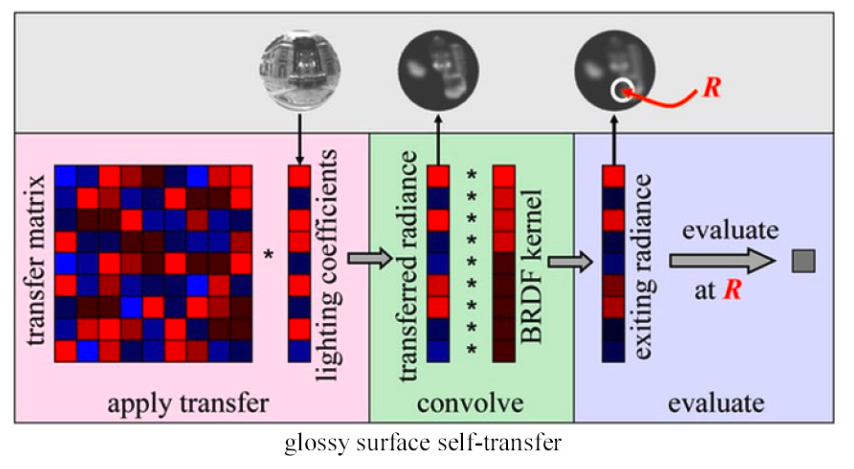 R
transfer matrix
*
lighting coefficients
transferred radiance
*
*
*
*
*
*
*
*
*
BRDF kernel
exiting radiance
evaluate
at R
apply transfer
convolve
evaluate
glossy surface self-transfer